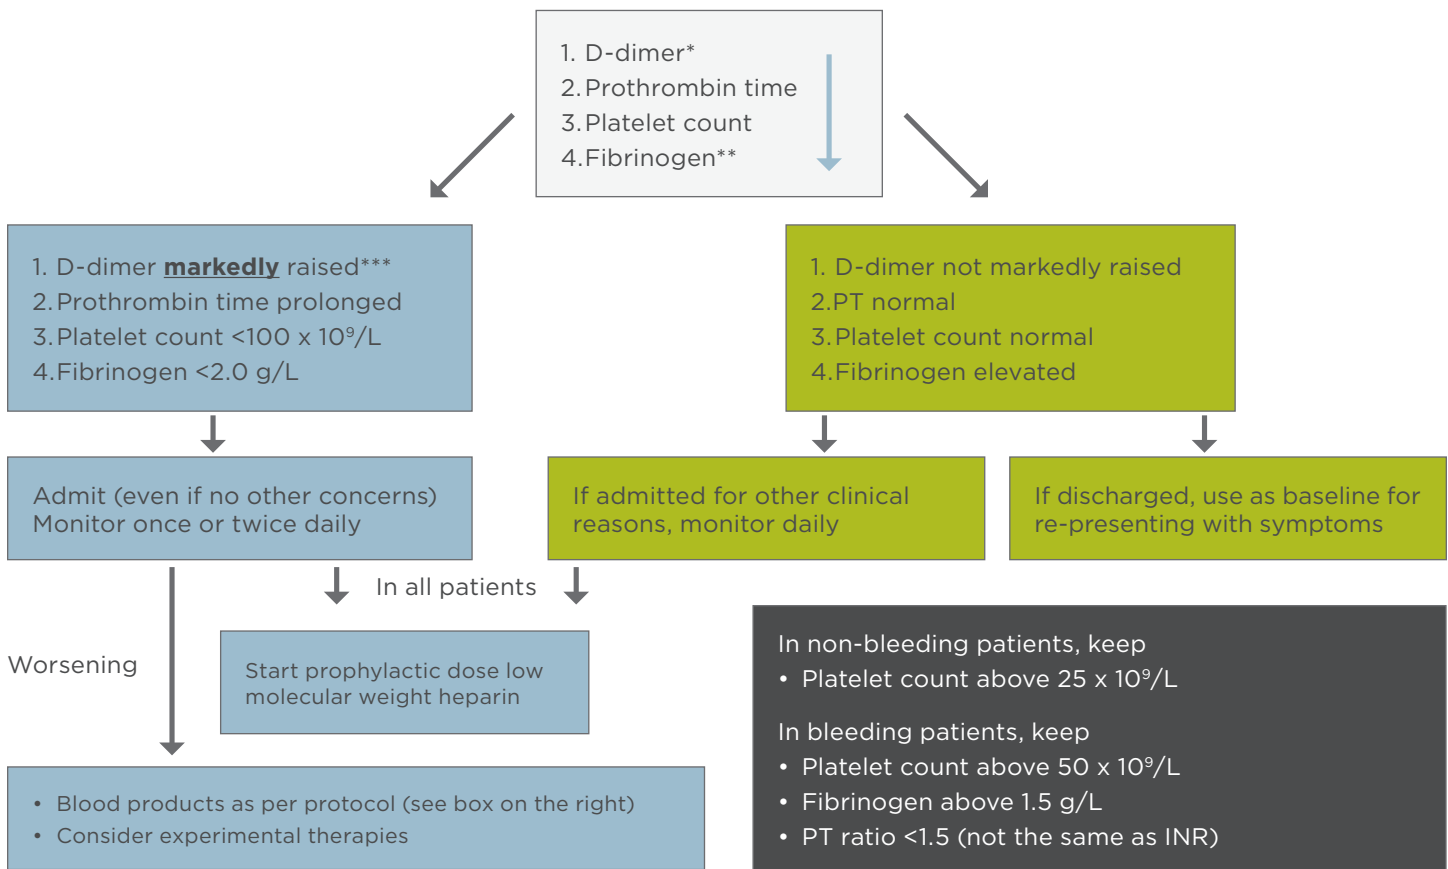 1. D-dimer*
2. Prothrombin time
3. Platelet count
4. Fibrinogen**
1. D-dimer markedly raised***
2. Prothrombin time prolonged
3. Platelet count <100 x 10⁹/L
4. Fibrinogen <2.0 g/L
1. D-dimer not markedly raised
2. PT normal
3. Platelet count normal
4. Fibrinogen elevated
Admit (even if no other concerns)
Monitor once or twice daily
If admitted for other clinical
reasons, monitor daily
If discharged, use as baseline for
re-presenting with symptoms
In all patients
Worsening
Start prophylactic dose low
molecular weight heparin
• Blood products as per protocol (see box on the right)
• Consider experimental therapies
In non-bleeding patients, keep
• Platelet count above 25 x 10⁹/L
In bleeding patients, keep
• Platelet count above 50 x 10⁹/L
• Fibrinogen above 1.5 g/L
• PT ratio <1.5 (not the same as INR)